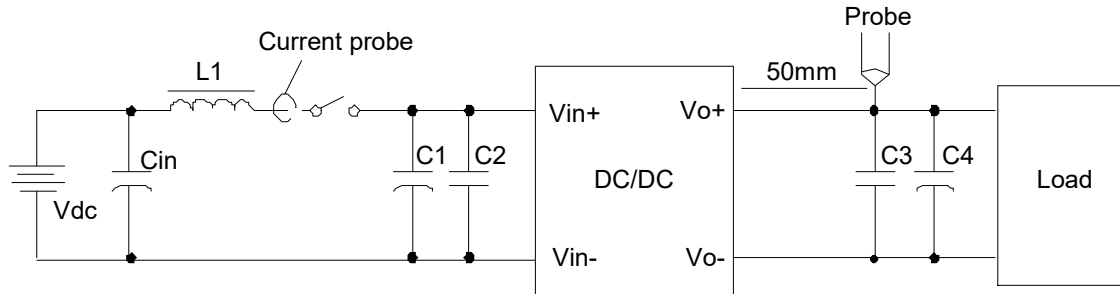 Probe
Current probe
L1
50mm
Vin+
Vo+
Cin
C1
C2
C3
C4
DC/DC
Load
Vdc
Vin-
Vo-